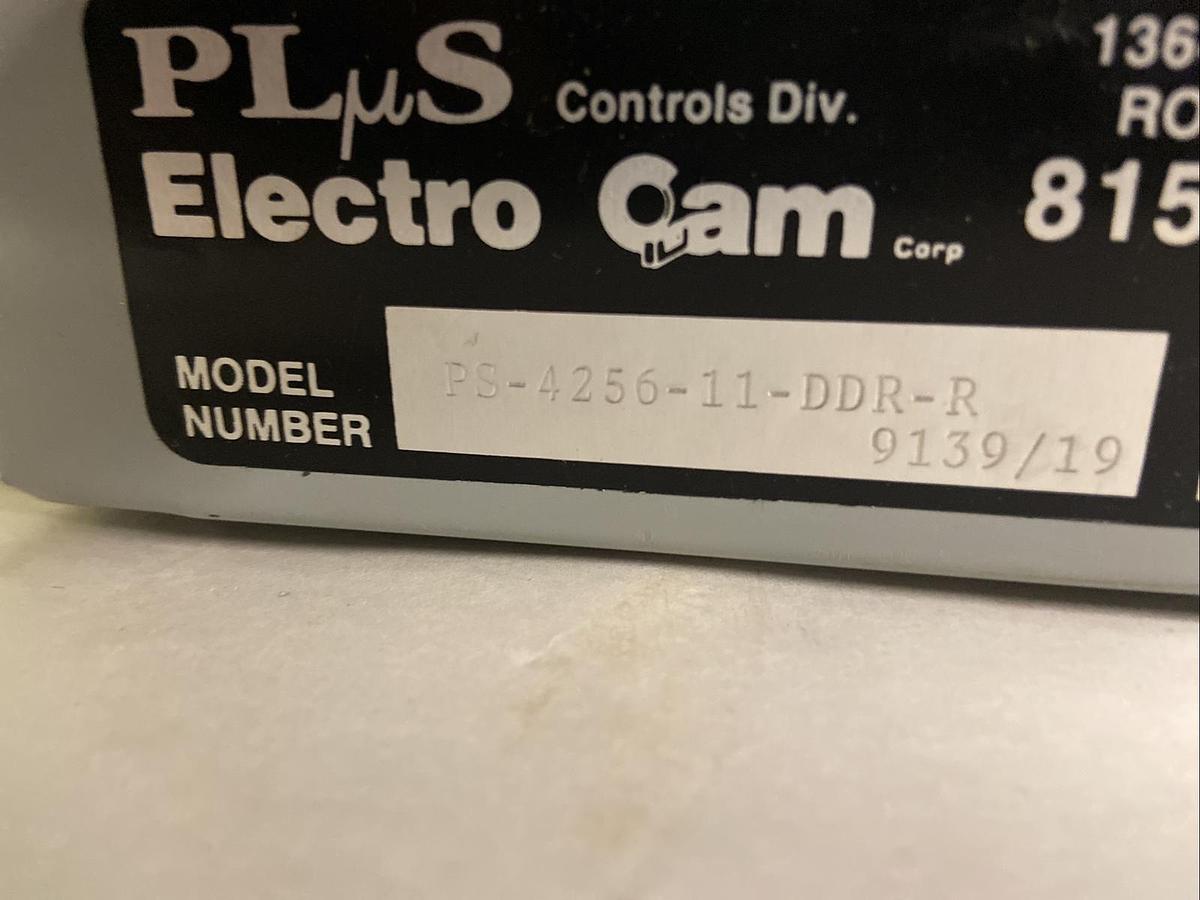 PLμS Controls Div.
Electro Cam Corp
136
RO
815
MODEL
NUMBER
PS-4256-11-DDR-R
9139/19